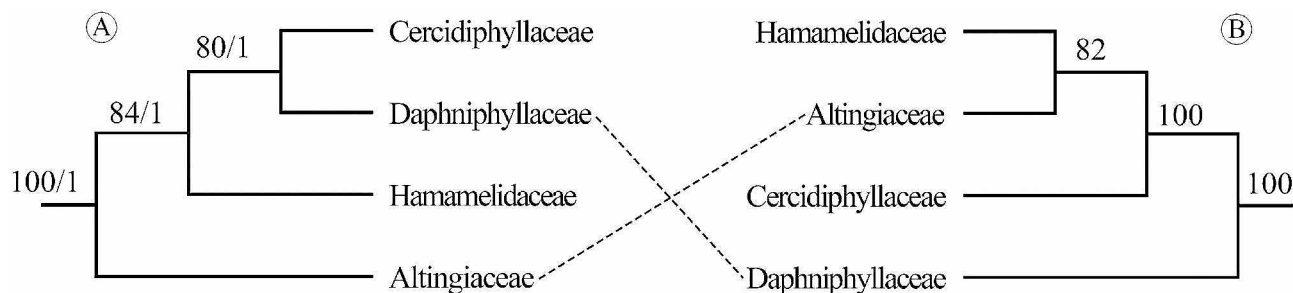 A
80/1
84/1
100/1
Cercidiphyllaceae
Daphniphyllaceae
Hamamelidaceae
Altingiaceae
B
Hamamelidaceae
Altingiaceae
Cercidiphyllaceae
Daphniphyllaceae
82
100
100